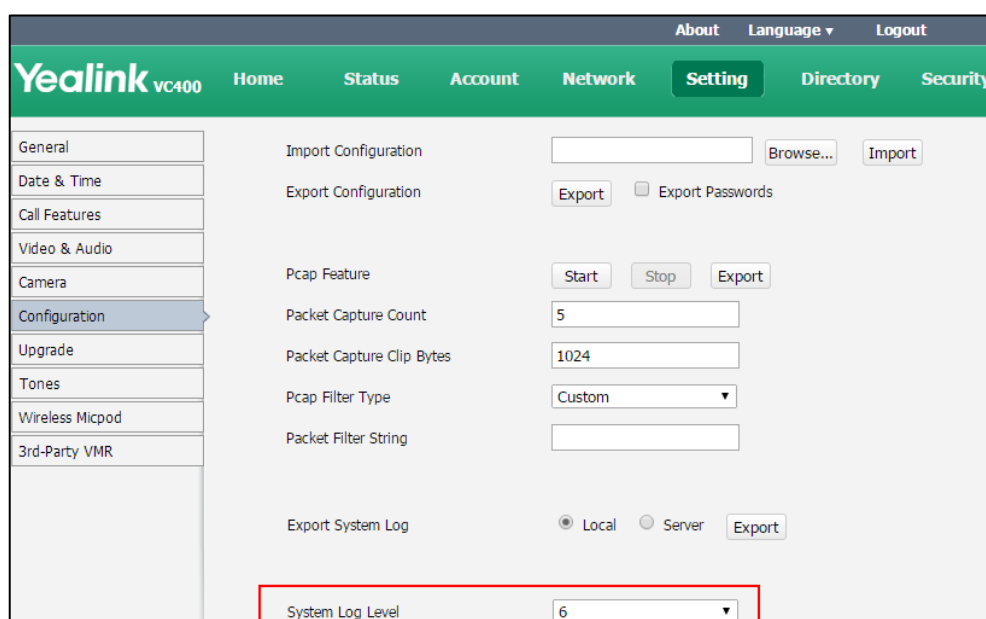 About Language ▾ Logout
Yealink VC400 Home Status Account Network Setting Directory Security
General
Date & Time
Call Features
Video & Audio
Camera
Configuration
Upgrade
Tones
Wireless Micpod
3rd-Party VMR
Import Configuration Browse... Import
Export Configuration Export Export Passwords
Pcap Feature Start Stop Export
Packet Capture Count 5
Packet Capture Clip Bytes 1024
Pcap Filter Type Custom
Packet Filter String
Export System Log Local Server Export
System Log Level 6